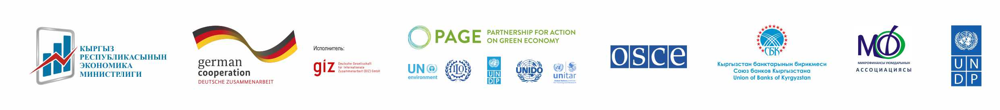 КЫРГЫЗ
РЕСПУБЛИКАСЫНЫН
ЭКОНОМИКА
МИНИСТРЛИГИ
german
cooperation
DEUTSCHE ZUSAMMENARBEIT
Исполнитель:
giz
Deutsche Gesellschaft
für Internationale
Zusammenarbeit (GIZ) GmbH
PAGE
PARTNERSHIP FOR ACTION
ON GREEN ECONOMY
UN
environment
ILO
UN
DP
UNIDO
unitar
United Nations Institute
for Training and Research
OSCE
СБК
Кыргызстан банктарынын бирикмеси
Союз банков Кыргызстана
Union of Banks of Kyrgyzstan
МФ
МИКРОФИНАНСЫ УЮМДАРЫНЫН
АССОЦИАЦИЯСЫ
UN
DP